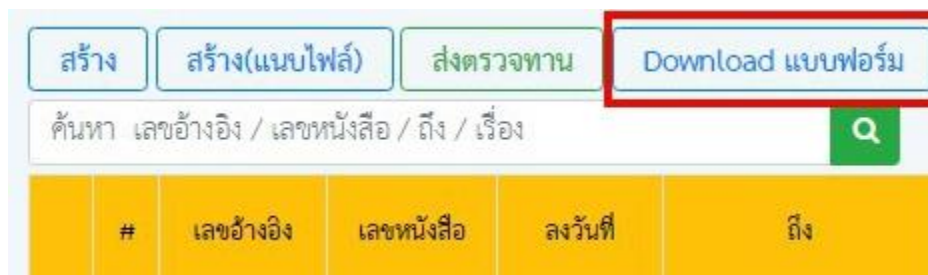 สร้าง สร้าง(แนบไฟล์) ส่งตรวจทาน Download แบบฟอร์ม
ค้นหา เลขอ้างอิง / เลขหนังสือ / ถึง / เรื่อง
# เลขอ้างอิง เลขหนังสือ ลงวันที่ ถึง